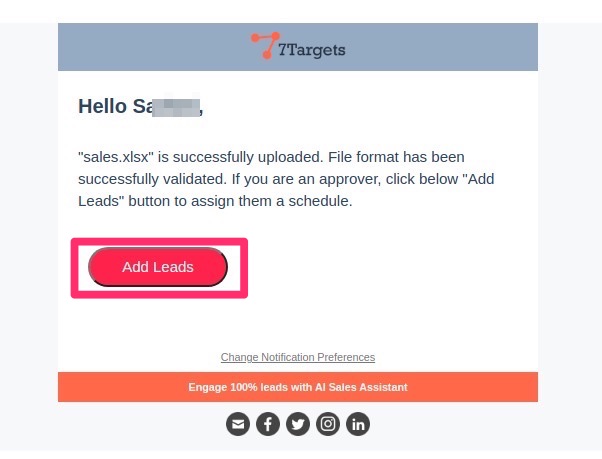 7Targets
Hello Sa
"sales.xlsx" is successfully uploaded. File format has been
successfully validated. If you are an approver, click below "Add
Leads" button to assign them a schedule.
Add Leads
Change Notification Preferences
Engage 100% leads with AI Sales Assistant